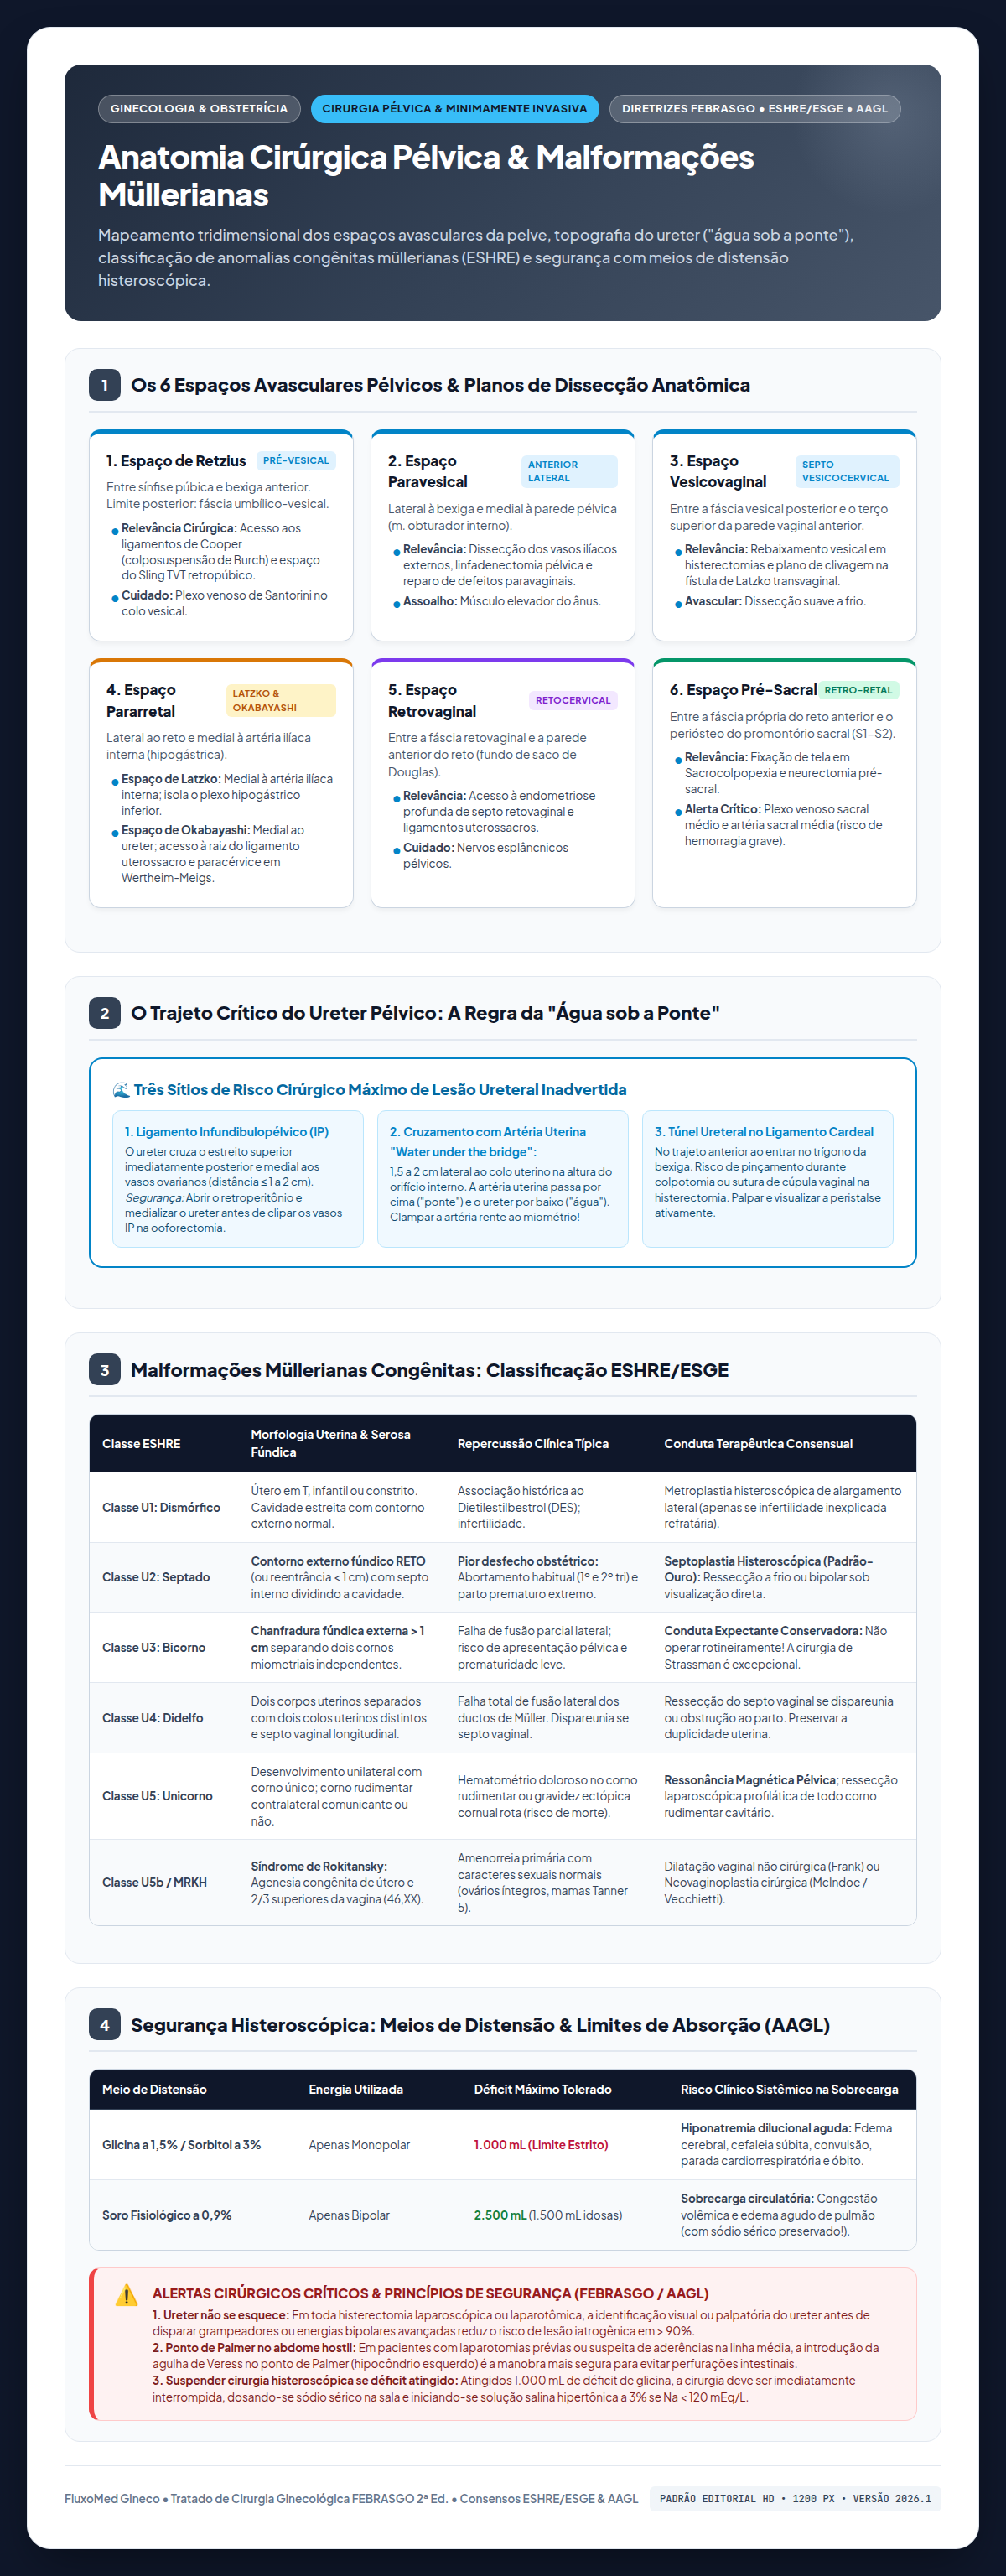 GINECOLOGIA & OBSTETRÍCIA
CIRURGIA PÉLVICA & MINIMAMENTE INVASIVA
DIRETRIZES FEBRASGO • ESHRE/ESGE • AAGL
Anatomia Cirúrgica Pélvica & Malformações
Müllerianas
Mapeamento tridimensional dos espaços avasculares da pelve, topografia do ureter ("água sob a ponte"),
classificação de anomalias congênitas müllerianas (ESHRE) e segurança com meios de distensão
histeroscópica.
1
Os 6 Espaços Avasculares Pélvicos & Planos de Dissecção Anatômica
1. Espaço de Retzius
PRÉ-VESICAL
Entre sínfise púbica e bexiga anterior.
Limite posterior: fáscia umbílico-vesical.
• Relevância Cirúrgica: Acesso aos
ligamentos de Cooper
(colposuspensão de Burch) e espaço
do Sling TVT retropúbico.
• Cuidado: Plexo venoso de Santorini no
colo vesical.
2. Espaço
Paravesical
ANTERIOR
LATERAL
Lateral à bexiga e medial à parede pélvica
(m. obturador interno).
• Relevância: Dissecção dos vasos ilíacos
externos, linfadenectomia pélvica e
reparo de defeitos paravaginais.
• Assoalho: Músculo elevador do ânus.
3. Espaço
Vesicovaginal
SEPTO
VESICOCERVICAL
Entre a fáscia vesical posterior e o terço
superior da parede vaginal anterior.
• Relevância: Rebaixamento vesical em
histerectomias e plano de clivagem na
fístula de Latzko transvaginal.
• Avascular: Dissecção suave a frio.
4. Espaço
Pararretal
LATZKO &
OKABAYASHI
Lateral ao reto e medial à artéria ilíaca
interna (hipogástrica).
• Espaço de Latzko: Medial à artéria ilíaca
interna; isola o plexo hipogástrico
inferior.
• Espaço de Okabayashi: Medial ao
ureter; acesso à raiz do ligamento
uterossacro e paracérvice em
Wertheim-Meigs.
5. Espaço
Retrovaginal
RETOCERVICAL
Entre a fáscia retovaginal e a parede
anterior do reto (fundo de saco de
Douglas).
• Relevância: Acesso à endometriose
profunda de septo retovaginal e
ligamentos uterossacros.
• Cuidado: Nervos esplâncnicos
pélvicos.
6. Espaço Pré-Sacral
RETRO-RETAL
Entre a fáscia própria do reto anterior e o
periósteo do promontório sacral (S1–S2).
• Relevância: Fixação de tela em
Sacrocolpopexia e neurectomia pré-
sacral.
• Alerta Crítico: Plexo venoso sacral
médio e artéria sacral média (risco de
hemorragia grave).
2
O Trajeto Crítico do Ureter Pélvico: A Regra da "Água sob a Ponte"
🌊 Três Sítios de Risco Cirúrgico Máximo de Lesão Ureteral Inadvertida
1. Ligamento Infundibulopélvico (IP)
O ureter cruza o estreito superior
imediatamente posterior e medial aos
vasos ovarianos (distância ≤ 1 a 2 cm).
Segurança: Abrir o retroperitônio e
medializar o ureter antes de clipar os vasos
IP na ooforectomia.
2. Cruzamento com Artéria Uterina
"Water under the bridge":
1,5 a 2 cm lateral ao colo uterino na altura do
orifício interno. A artéria uterina passa por
cima ("ponte") e o ureter por baixo ("água").
Clampar a artéria rente ao miométrio!
3. Túnel Ureteral no Ligamento Cardeal
No trajeto anterior ao entrar no trígono da
bexiga. Risco de pinçamento durante
colpotomia ou sutura de cúpula vaginal na
histerectomia. Palpar e visualizar a peristalse
ativamente.
3
Malformações Müllerianas Congênitas: Classificação ESHRE/ESGE
Classe ESHRE
Morfologia Uterina & Serosa
Fúndica
Repercussão Clínica Típica
Conduta Terapêutica Consensual
Classe U1: Dismórfico
Útero em T, infantil ou constrito.
Cavidade estreita com contorno
externo normal.
Associação histórica ao
Dietilestilbestrol (DES);
infertilidade.
Metroplastia histeroscópica de alargamento
lateral (apenas se infertilidade inexplicada
refratária).
Classe U2: Septado
Contorno externo fúndico RETO
(ou reentrância < 1 cm) com septo
interno dividindo a cavidade.
Pior desfecho obstétrico:
Abortamento habitual (1º e 2º tri) e
parto prematuro extremo.
Septoplastia Histeroscópica (Padrão-
Ouro): Ressecção a frio ou bipolar sob
visualização direta.
Classe U3: Bicorno
Chanfradura fúndica externa > 1
cm separando dois cornos
miometriais independentes.
Falha de fusão parcial lateral;
risco de apresentação pélvica e
prematuridade leve.
Conduta Expectante Conservadora: Não
operar rotineiramente! A cirurgia de
Strassman é excepcional.
Classe U4: Didelfo
Dois corpos uterinos separados
com dois colos uterinos distintos
e septo vaginal longitudinal.
Falha total de fusão lateral dos
ductos de Müller. Dispareunia se
septo vaginal.
Ressecção do septo vaginal se dispareunia
ou obstrução ao parto. Preservar a
duplicidade uterina.
Classe U5: Unicorno
Desenvolvimento unilateral com
corno único; corno rudimentar
contralateral comunicante ou
não.
Hematométrio doloroso no corno
rudimentar ou gravidez ectópica
cornual rota (risco de morte).
Ressonância Magnética Pélvica; ressecção
laparoscópica profilática de todo corno
rudimentar cavitário.
Classe U5b / MRKH
Síndrome de Rokitansky:
Agenesia congênita de útero e
2/3 superiores da vagina (46,XX).
Amenorreia primária com
caracteres sexuais normais
(ovários íntegros, mamas Tanner
5).
Dilatação vaginal não cirúrgica (Frank) ou
Neovaginoplastia cirúrgica (McIndoe /
Vecchietti).
4
Segurança Histeroscópica: Meios de Distensão & Limites de Absorção (AAGL)
Meio de Distensão
Energia Utilizada
Déficit Máximo Tolerado
Risco Clínico Sistêmico na Sobrecarga
Glicina a 1,5% / Sorbitol a 3%
Apenas Monopolar
1.000 mL (Limite Estrito)
Hiponatremia dilucional aguda: Edema
cerebral, cefaleia súbita, convulsão,
parada cardiorrespiratória e óbito.
Soro Fisiológico a 0,9%
Apenas Bipolar
2.500 mL (1.500 mL idosas)
Sobrecarga circulatória: Congestão
volêmica e edema agudo de pulmão
(com sódio sérico preservado!).
⚠️ ALERTAS CIRÚRGICOS CRÍTICOS & PRINCÍPIOS DE SEGURANÇA (FEBRASGO / AAGL)
1. Ureter não se esquece: Em toda histerectomia laparoscópica ou laparotômica, a identificação visual ou palpatória do ureter antes de
disparar grampeadores ou energias bipolares avançadas reduz o risco de lesão iatrogênica em > 90%.
2. Ponto de Palmer no abdome hostil: Em pacientes com laparotomias prévias ou suspeita de aderências na linha média, a introdução da
agulha de Veress no ponto de Palmer (hipocôndrio esquerdo) é a manobra mais segura para evitar perfurações intestinais.
3. Suspender cirurgia histeroscópica se déficit atingido: Atingidos 1.000 mL de déficit de glicina, a cirurgia deve ser imediatamente
interrompida, dosando-se sódio sérico na sala e iniciando-se solução salina hipertônica a 3% se Na < 120 mEq/L.
FluxoMed Gineco • Tratado de Cirurgia Ginecológica FEBRASGO 2ª Ed. • Consensos ESHRE/ESGE & AAGL
PADRÃO EDITORIAL HD • 1200 PX • VERSÃO 2026.1